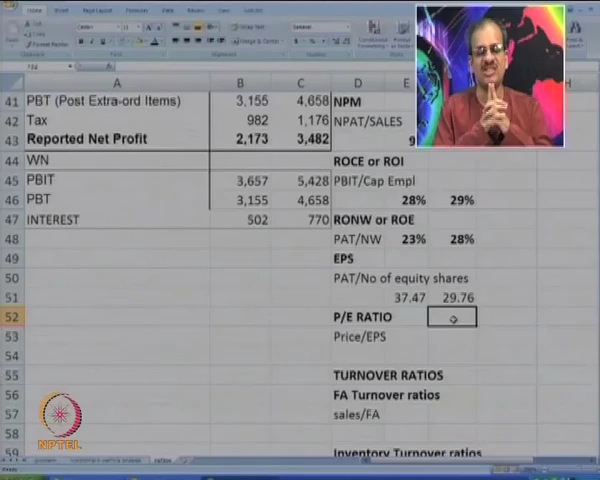 A B C D E H
41 PBT (Post Extra-ord Items) 3,155 4,658 NPM
42 Tax 982 1,176 NPAT/SALES
43 Reported Net Profit 2,173 3,482 9
44 WN ROCE or ROI
45 PBIT 3,657 5,428 PBIT/Cap Empl
46 PBT 3,155 4,658 28% 29%
47 INTEREST 502 770 RONW or ROE
48 PAT/NW 23% 28%
49 EPS
50 PAT/No of equity shares
51 37.47 29.76
52 P/E RATIO
53 Price/EPS
54
55 TURNOVER RATIOS
56 FA Turnover ratios
57 sales/FA
58
59 Inventory Turnover ratios
NPTEL